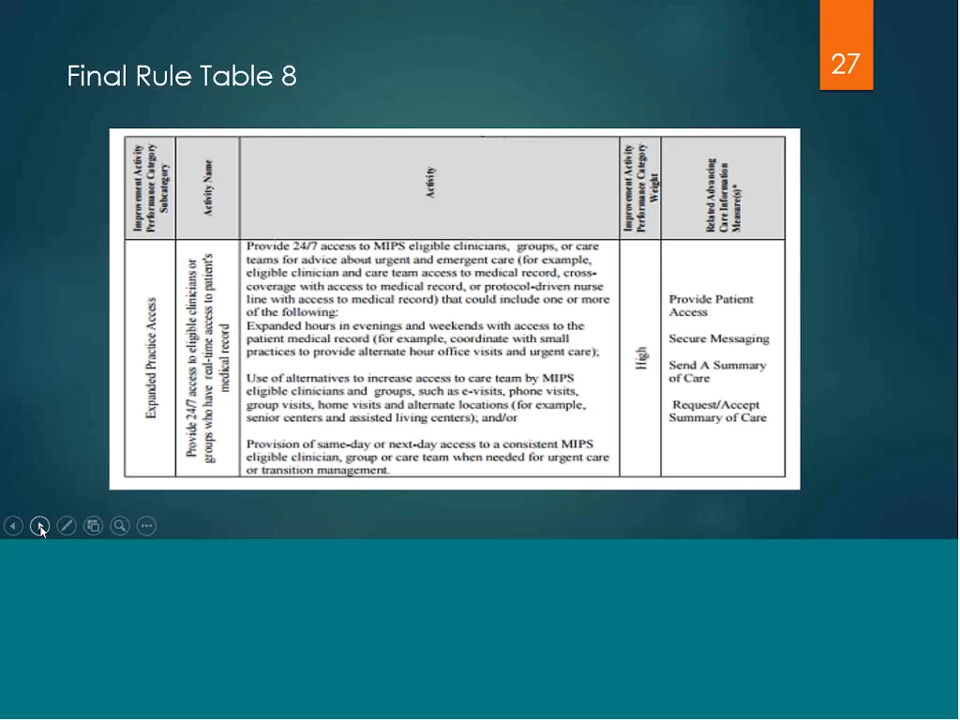 Final Rule Table 8
27
Improvement Activity
Performance Category
Subcategory
Activity Name
Activity
Improvement Activity
Performance Category
Weight
Related Advancing
Care Information
Measure(s)*
Expanded Practice Access
Provide 24/7 access to eligible clinicians or
groups who have real-time access to patient's
medical record
Provide 24/7 access to MIPS eligible clinicians, groups, or care
teams for advice about urgent and emergent care (for example,
eligible clinician and care team access to medical record, cross-
coverage with access to medical record, or protocol-driven nurse
line with access to medical record) that could include one or more
of the following:
Expanded hours in evenings and weekends with access to the
patient medical record (for example, coordinate with small
practices to provide alternate hour office visits and urgent care);
Use of alternatives to increase access to care team by MIPS
eligible clinicians and groups, such as e-visits, phone visits,
group visits, home visits and alternate locations (for example,
senior centers and assisted living centers); and/or
Provision of same-day or next-day access to a consistent MIPS
eligible clinician, group or care team when needed for urgent care
or transition management.
High
Provide Patient
Access
Secure Messaging
Send A Summary
of Care
Request/Accept
Summary of Care